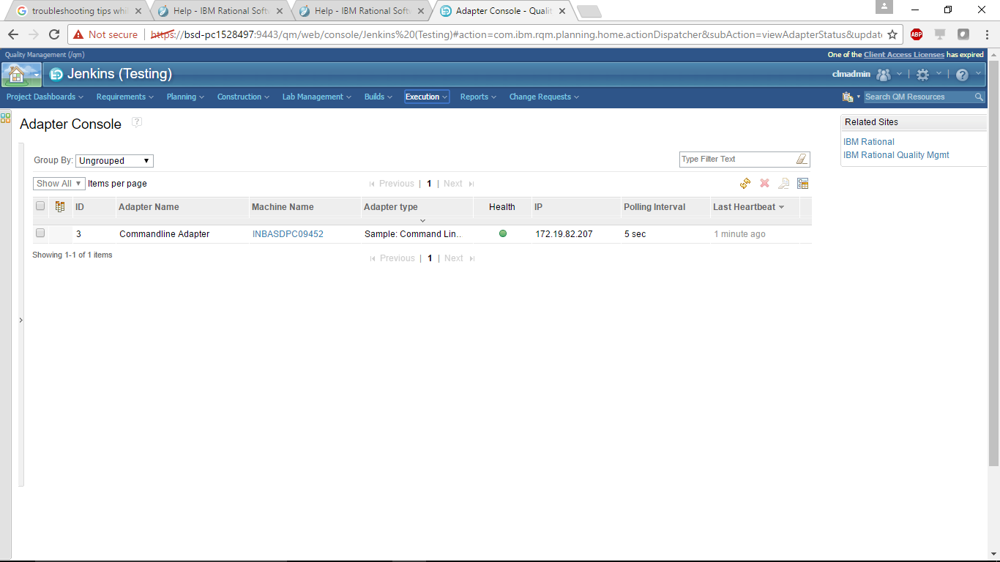 troubleshooting tips whi
Help - IBM Rational Softw
Help - IBM Rational Softw
Adapter Console - Qualit
Not secure | https://bsd-pc1528497:9443/qm/web/console/Jenkins%20(Testing)#action=com.ibm.rqm.planning.home.actionDispatcher&subAction=viewAdapterStatus&updat
ABP
Quality Management (/qm)
One of the Client Access Licenses has expired
Jenkins (Testing)
clmadmin
Project Dashboards Requirements Planning Construction Lab Management Builds Execution Reports Change Requests
Search QM Resources
Adapter Console ?
Related Sites
IBM Rational
IBM Rational Quality Mgmt
Group By: Ungrouped
Type Filter Text
Show All Items per page
Previous | 1 | Next
ID Adapter Name Machine Name Adapter type Health IP Polling Interval Last Heartbeat
3 Commandline Adapter INBASDPC09452 Sample: Command Lin.. 172.19.82.207 5 sec 1 minute ago
Showing 1-1 of 1 items
Previous | 1 | Next